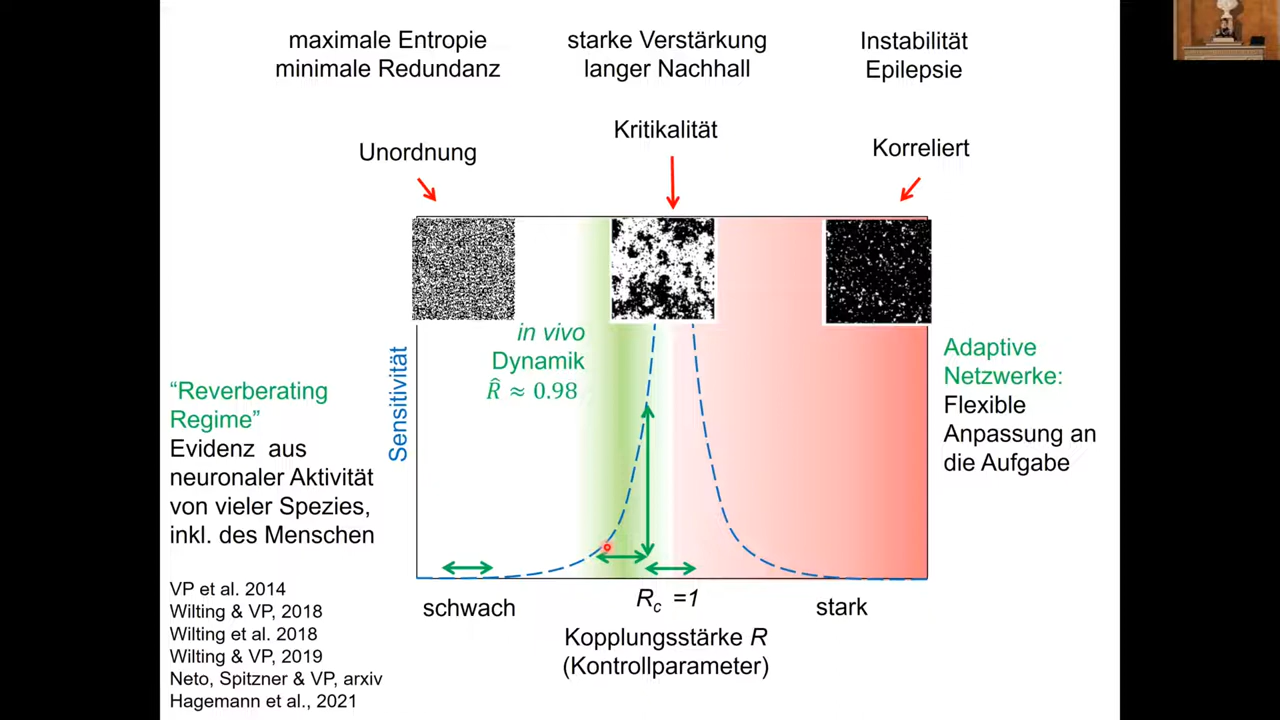 maximale Entropie
minimale Redundanz
starke Verstärkung
langer Nachhall
Instabilität
Epilepsie
Unordnung
Kritikalität
Korreliert
in vivo
Dynamik
R̂ ≈ 0.98
Sensitivität
“Reverberating
Regime”
Evidenz aus
neuronaler Aktivität
von vieler Spezies,
inkl. des Menschen
Adaptive
Netzwerke:
Flexible
Anpassung an
die Aufgabe
VP et al. 2014
Wilting & VP, 2018
Wilting et al. 2018
Wilting & VP, 2019
Neto, Spitzner & VP, arxiv
Hagemann et al., 2021
schwach
Rc =1
stark
Kopplungsstärke R
(Kontrollparameter)